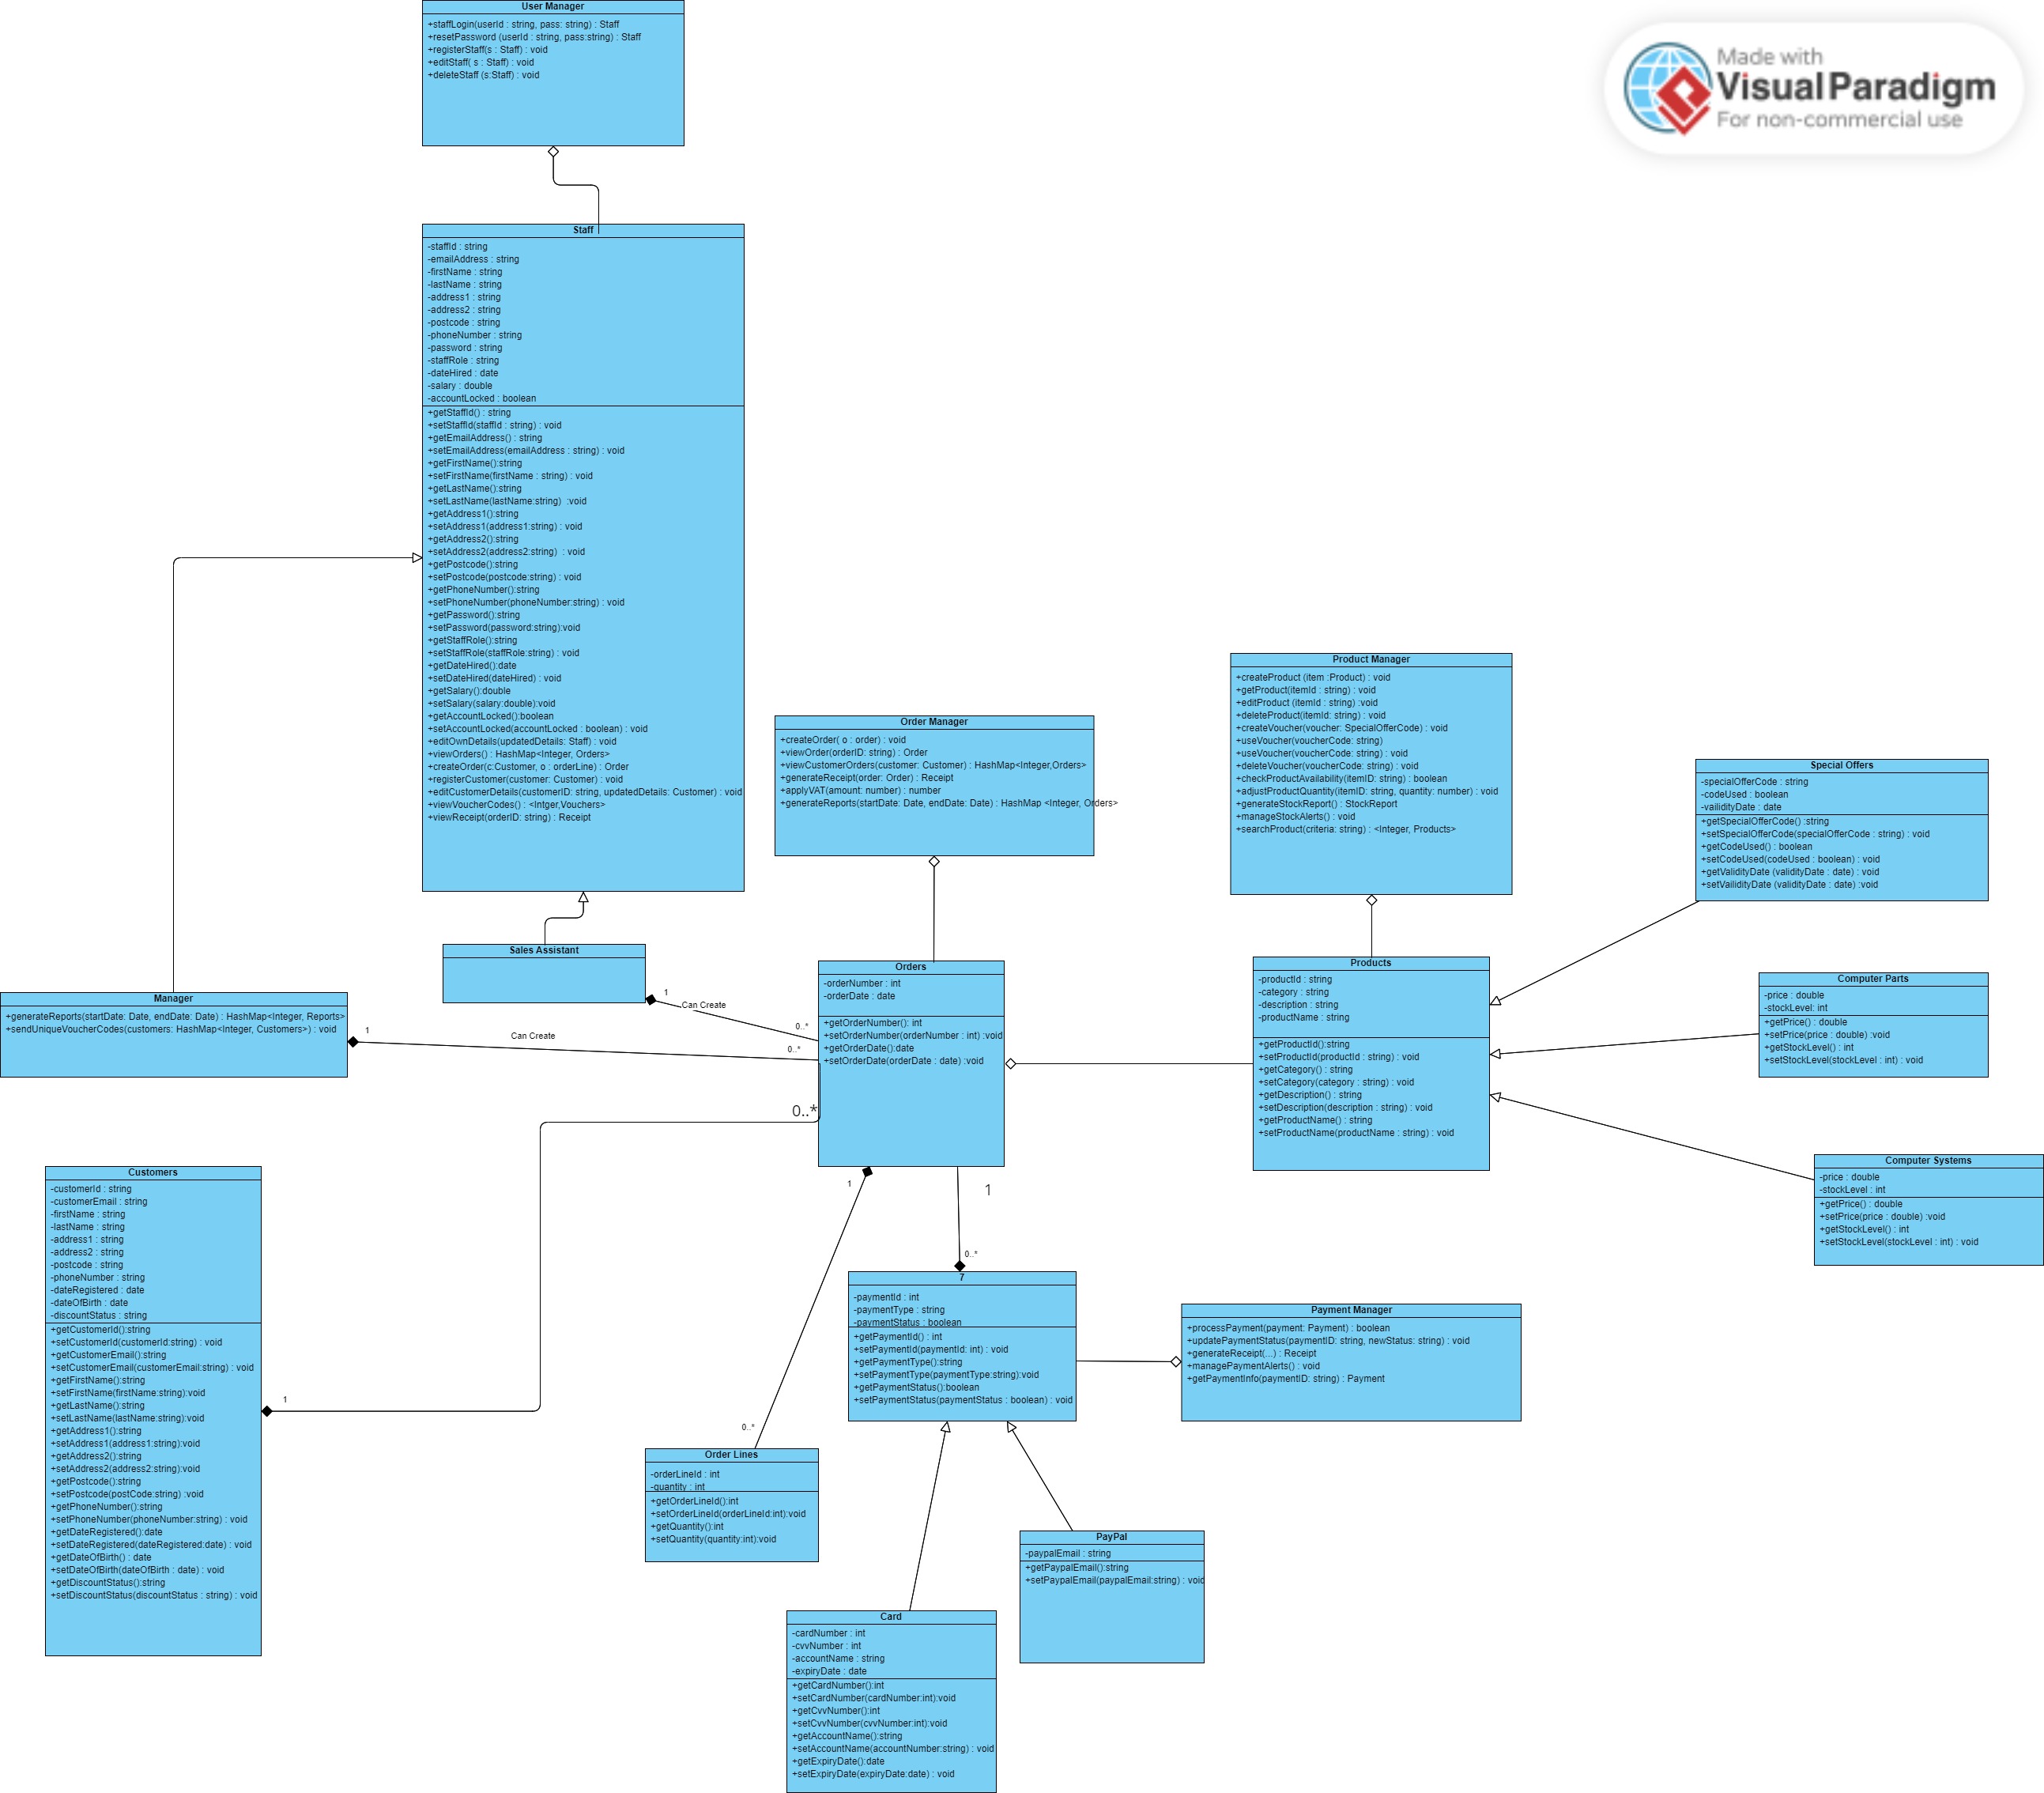 User Manager
+staffLogin(userId : string, pass: string) : Staff
+resetPassword (userId : string, pass:string) : Staff
+registerStaff(s : Staff) : void
+editStaff( s : Staff) : void
+deleteStaff (s:Staff) : void
Made with
Visual Paradigm
For non-commercial use
Staff
-staffId : string
-emailAddress : string
-firstName : string
-lastName : string
-address1 : string
-address2 : string
-postcode : string
-phoneNumber : string
-password : string
-staffRole : string
-dateHired : date
-salary : double
-accountLocked : boolean
+getStaffId() : string
+setStaffId(staffId : string) : void
+getEmailAddress() : string
+setEmailAddress(emailAddress : string) : void
+getFirstName():string
+setFirstName(firstName : string) : void
+getLastName():string
+setLastName(lastName:string)  :void
+getAddress1():string
+setAddress1(address1:string) : void
+getAddress2():string
+setAddress2(address2:string)  : void
+getPostcode():string
+setPostcode(postcode:string) : void
+getPhoneNumber():string
+setPhoneNumber(phoneNumber:string) : void
+getPassword():string
+setPassword(password:string):void
+getStaffRole():string
+setStaffRole(staffRole:string) : void
+getDateHired():date
+setDateHired(dateHired) : void
+getSalary():double
+setSalary(salary:double):void
+getAccountLocked():boolean
+setAccountLocked(accountLocked : boolean) : void
+editOwnDetails(updatedDetails: Staff) : void
+viewOrders() : HashMap<Integer, Orders>
+createOrder(c:Customer, o : orderLine) : Order
+registerCustomer(customer: Customer) : void
+editCustomerDetails(customerID: string, updatedDetails: Customer) : void
+viewVoucherCodes() : <Integer,Vouchers>
+viewReceipt(orderID: string) : Receipt
Product Manager
+createProduct (item :Product) : void
+getProduct(itemId : string) : void
+editProduct (itemId : string) :void
+deleteProduct(itemId: string) : void
+createVoucher(voucher: SpecialOfferCode) : void
+useVoucher(voucherCode: string)
+useVoucher(voucherCode: string) : void
+deleteVoucher(voucherCode: string) : void
+checkProductAvailability(itemID: string) : boolean
+adjustProductQuantity(itemID: string, quantity: number) : void
+generateStockReport() : StockReport
+manageStockAlerts() : void
+searchProduct(criteria: string) : <Integer, Products>
Order Manager
+createOrder( o : order) : void
+viewOrder(orderID: string) : Order
+viewCustomerOrders(customer: Customer) : HashMap<Integer,Orders>
+generateReceipt(order: Order) : Receipt
+applyVAT(amount: number) : number
+generateReports(startDate: Date, endDate: Date) : HashMap <Integer, Orders>
Special Offers
-specialOfferCode : string
-codeUsed : boolean
-vailidityDate : date
+getSpecialOfferCode() :string
+setSpecialOfferCode(specialOfferCode : string) : void
+getCodeUsed() : boolean
+setCodeUsed(codeUsed : boolean) : void
+getValidityDate (validityDate : date) : void
+setVailidityDate (validityDate : date) :void
Sales Assistant
1
Can Create
0..*
Manager
+generateReports(startDate: Date, endDate: Date) : HashMap<Integer, Reports>
+sendUniqueVoucherCodes(customers: HashMap<Integer, Customers>) : void
1
Can Create
0..*
Orders
-orderNumber : int
-orderDate : date
+getOrderNumber(): int
+setOrderNumber(orderNumber : int) :void
+getOrderDate():date
+setOrderDate(orderDate : date) :void
0..*
Products
-productId : string
-category : string
-description : string
-productName : string
+getProductId():string
+setProductId(productId : string) : void
+getCategory() : string
+setCategory(category : string) : void
+getDescription() : string
+setDescription(description : string) : void
+getProductName() : string
+setProductName(productName : string) : void
Computer Parts
-price : double
-stockLevel: int
+getPrice() : double
+setPrice(price : double) :void
+getStockLevel() : int
+setStockLevel(stockLevel : int) : void
Computer Systems
-price : double
-stockLevel : int
+getPrice() : double
+setPrice(price : double) :void
+getStockLevel() : int
+setStockLevel(stockLevel : int) : void
Customers
-customerId : string
-customerEmail : string
-firstName : string
-lastName : string
-address1 : string
-address2 : string
-postcode : string
-phoneNumber : string
-dateRegistered : date
-dateOfBirth : date
-discountStatus : string
+getCustomerId():string
+setCustomerId(customerId:string) : void
+getCustomerEmail():string
+setCustomerEmail(customerEmail:string) : void
+getFirstName():string
+setFirstName(firstName:string):void
+getLastName():string
+setLastName(lastName:string):void
+getAddress1():string
+setAddress1(address1:string):void
+getAddress2():string
+setAddress2(address2:string):void
+getPostcode():string
+setPostcode(postCode:string) :void
+getPhoneNumber():string
+setPhoneNumber(phoneNumber:string) : void
+getDateRegistered():date
+setDateRegistered(dateRegistered:date) : void
+getDateOfBirth() : date
+setDateOfBirth(dateOfBirth : date) : void
+getDiscountStatus():string
+setDiscountStatus(discountStatus : string) : void
1
1
1
0..*
0..*
7
-paymentId : int
-paymentType : string
-paymentStatus : boolean
+getPaymentId() : int
+setPaymentId(paymentId: int) : void
+getPaymentType():string
+setPaymentType(paymentType:string):void
+getPaymentStatus():boolean
+setPaymentStatus(paymentStatus : boolean) : void
Payment Manager
+processPayment(payment: Payment) : boolean
+updatePaymentStatus(paymentID: string, newStatus: string) : void
+generateReceipt(...) : Receipt
+managePaymentAlerts() : void
+getPaymentInfo(paymentID: string) : Payment
Order Lines
-orderLineId : int
-quantity : int
+getOrderLineId():int
+setOrderLineId(orderLineId:int):void
+getQuantity():int
+setQuantity(quantity:int):void
PayPal
-paypalEmail : string
+getPaypalEmail():string
+setPaypalEmail(paypalEmail:string) : void
Card
-cardNumber : int
-cvvNumber : int
-accountName : string
-expiryDate : date
+getCardNumber():int
+setCardNumber(cardNumber:int):void
+getCvvNumber():int
+setCvvNumber(cvvNumber:int):void
+getAccountName():string
+setAccountName(accountNumber:string) : void
+getExpiryDate():date
+setExpiryDate(expiryDate:date) : void